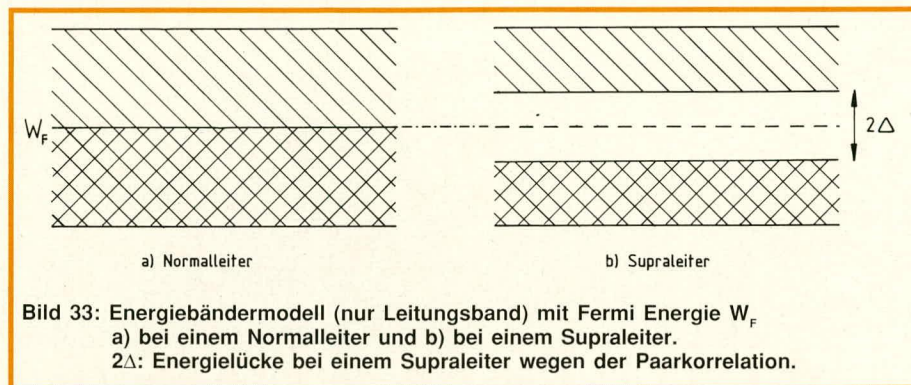 W_F
2Δ
a) Normalleiter
b) Supraleiter
Bild 33: Energiebändermodell (nur Leitungsband) mit Fermi Energie W_F
a) bei einem Normalleiter und b) bei einem Supraleiter.
2Δ: Energielücke bei einem Supraleiter wegen der Paarkorrelation.